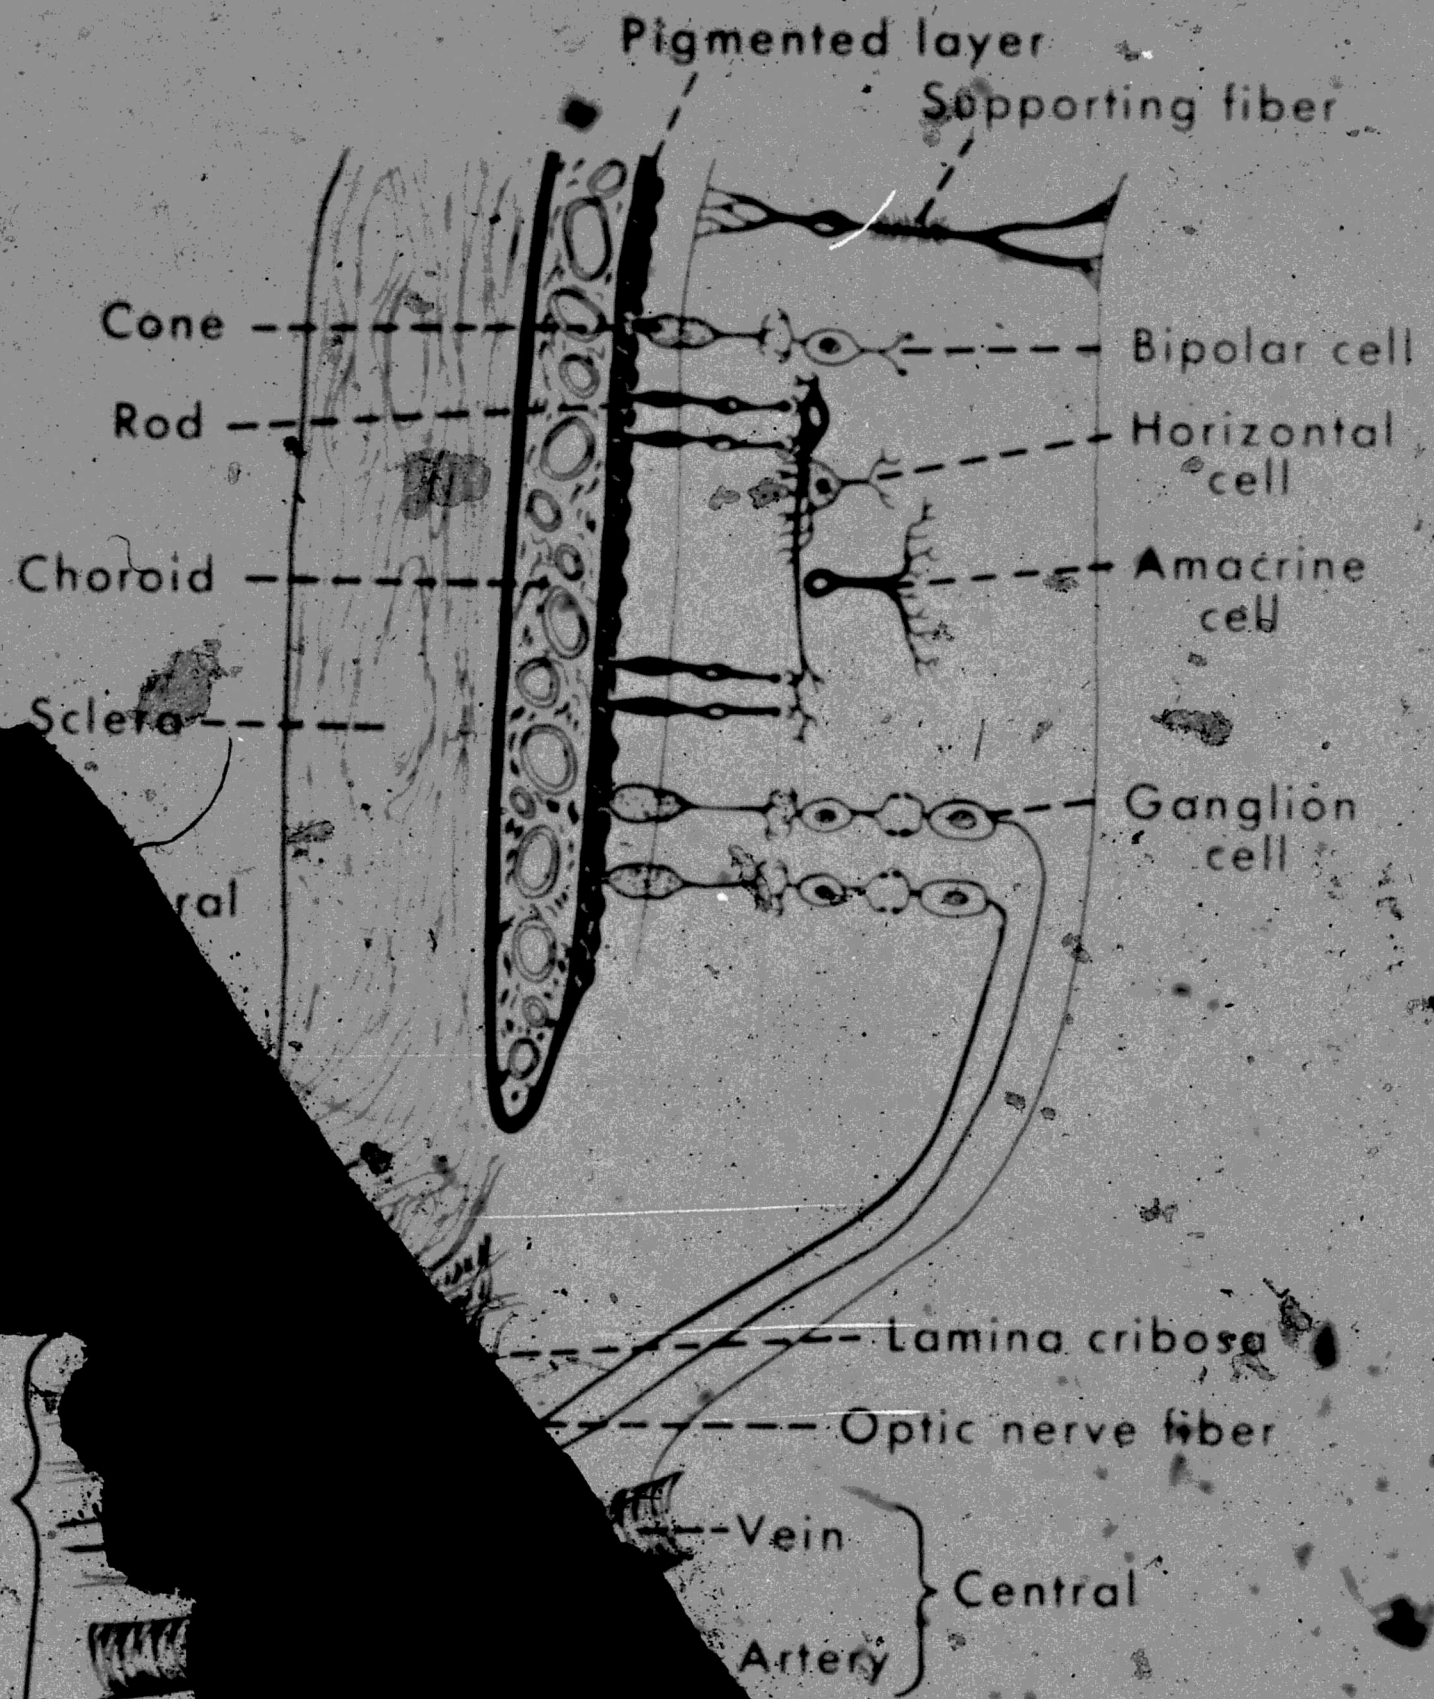 Pigmented layer
Supporting fiber
Cone
Bipolar cell
Rod
Horizontal
cell
Choroid
Amacrine
cell
Sclera
Ganglion
cell
Lamina cribosa
Optic nerve fiber
Vein
Central
Artery